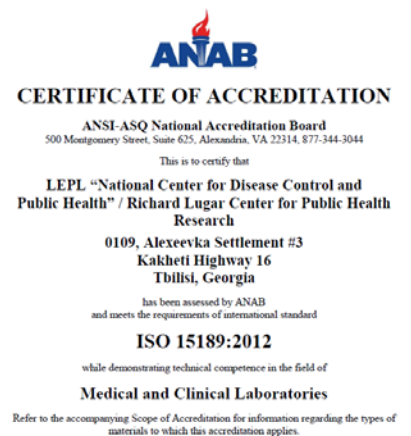 ANAB
CERTIFICATE OF ACCREDITATION
ANSI-ASQ National Accreditation Board
500 Montgomery Street, Suite 625, Alexandria, VA 22314, 877-344-3044
This is to certify that
LEPL “National Center for Disease Control and
Public Health” / Richard Lugar Center for Public Health
Research
0109, Alexeevka Settlement #3
Kakheti Highway 16
Tbilisi, Georgia
has been assessed by ANAB
and meets the requirements of international standard
ISO 15189:2012
while demonstrating technical competence in the field of
Medical and Clinical Laboratories
Refer to the accompanying Scope of Accreditation for information regarding the types of
materials to which this accreditation applies.